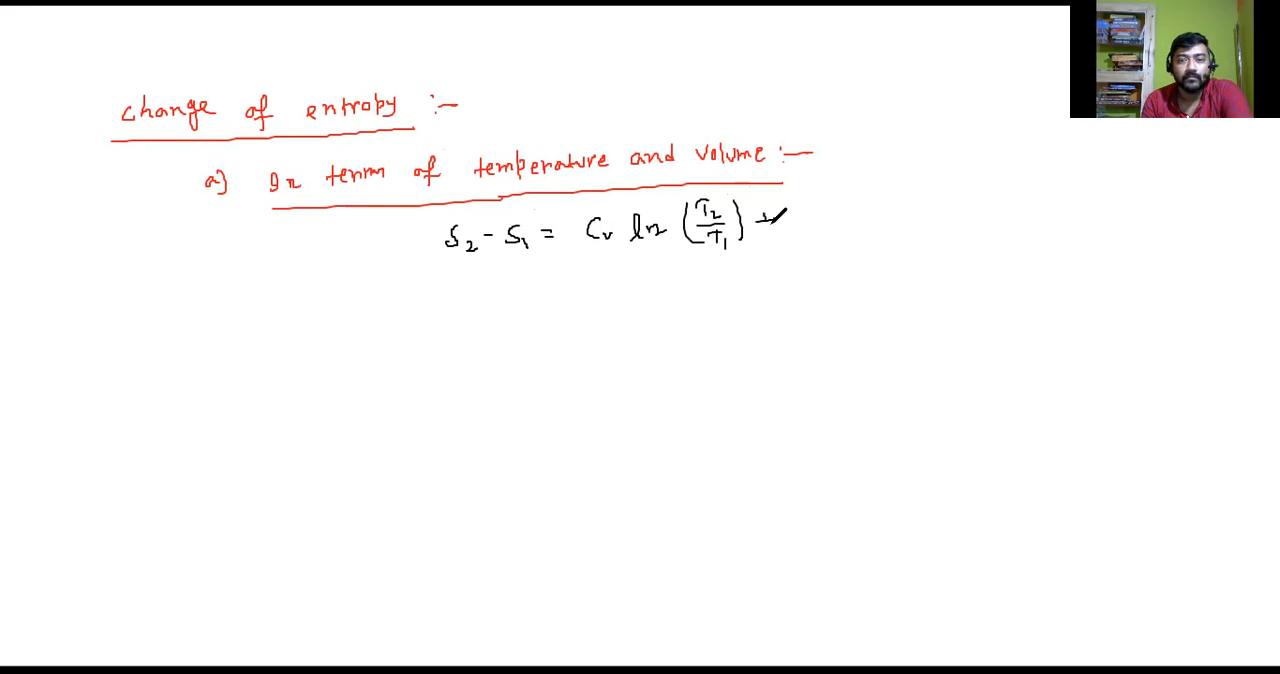 change of entropy :-
a) In term of temperature and volume :-
S₂ - S₁ = Cv ln (T₂/T₁) +